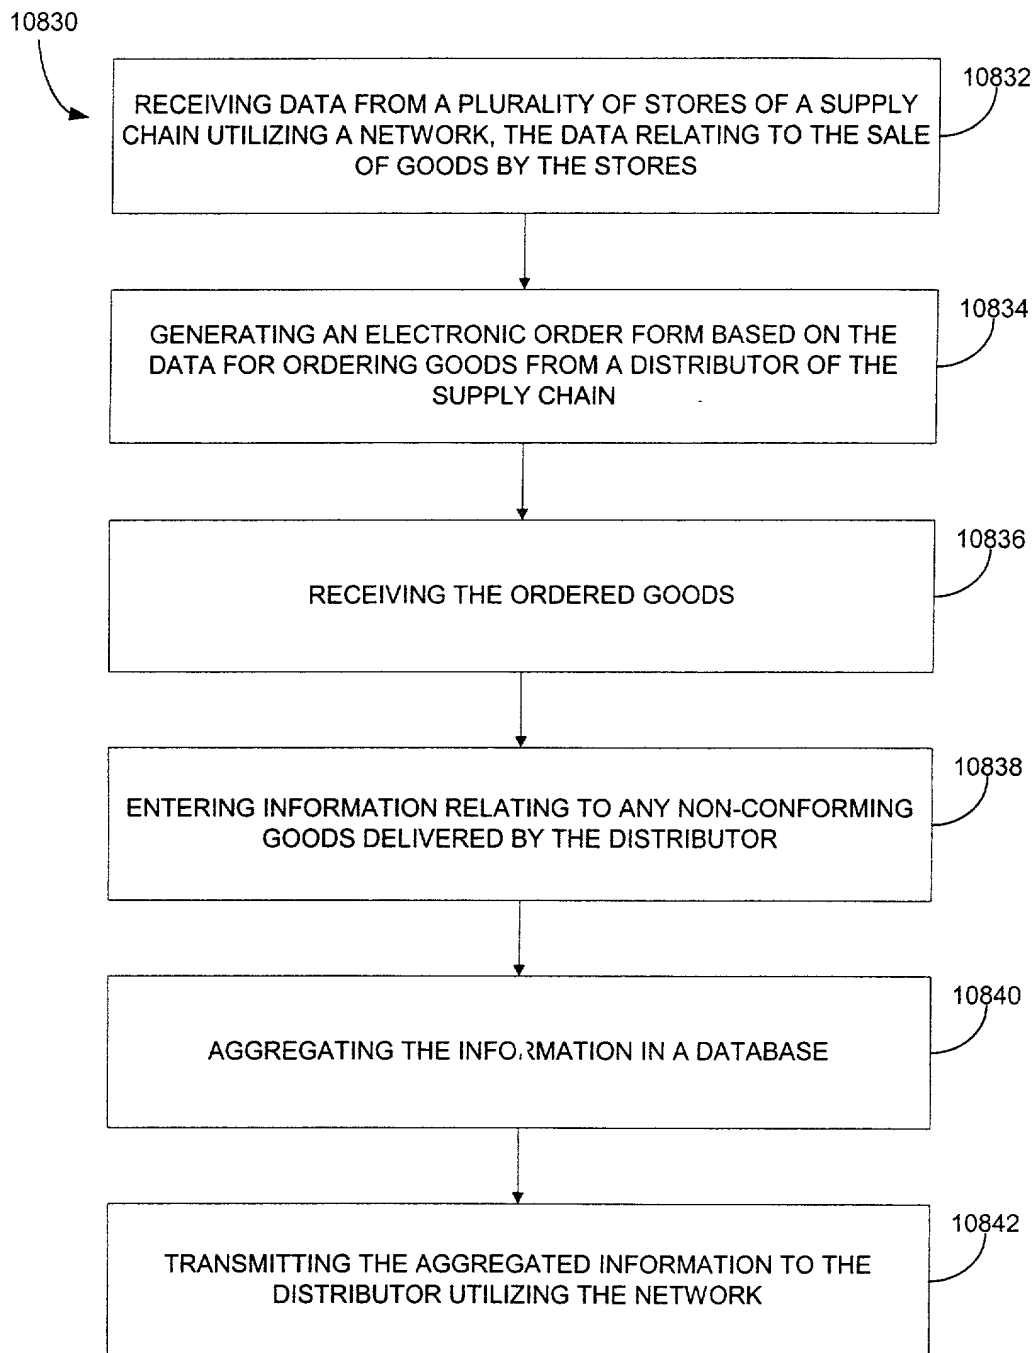 10830
10832
RECEIVING DATA FROM A PLURALITY OF STORES OF A SUPPLY
CHAIN UTILIZING A NETWORK, THE DATA RELATING TO THE SALE
OF GOODS BY THE STORES
10834
GENERATING AN ELECTRONIC ORDER FORM BASED ON THE
DATA FOR ORDERING GOODS FROM A DISTRIBUTOR OF THE
SUPPLY CHAIN
10836
RECEIVING THE ORDERED GOODS
10838
ENTERING INFORMATION RELATING TO ANY NON-CONFORMING
GOODS DELIVERED BY THE DISTRIBUTOR
10840
AGGREGATING THE INFORMATION IN A DATABASE
10842
TRANSMITTING THE AGGREGATED INFORMATION TO THE
DISTRIBUTOR UTILIZING THE NETWORK